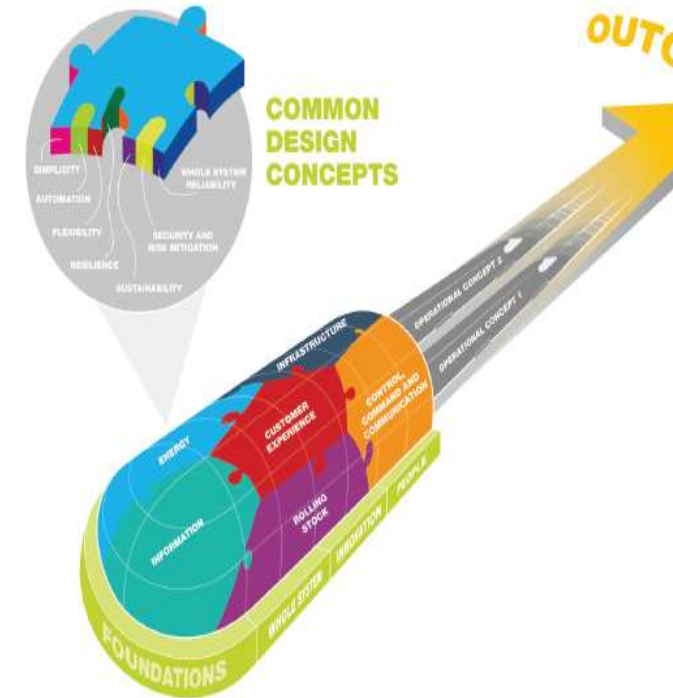 OUTC
COMMON
DESIGN
CONCEPTS
SIMPLICITY
AUTOMATION
FLEXIBILITY
RESILIENCE
SUSTAINABILITY
SECURITY AND
RISK MITIGATION
WHOLE SYSTEM
RELIABILITY
OPERATIONAL CONCEPT 2
OPERATIONAL CONCEPT 1
INFRASTRUCTURE
ENERGY
CUSTOMER
EXPERIENCE
CONTROL,
COMMAND AND
COMMUNICATION
INFORMATION
ROLLING
STOCK
FOUNDATIONS
WHOLE SYSTEM
INNOVATION
PEOPLE